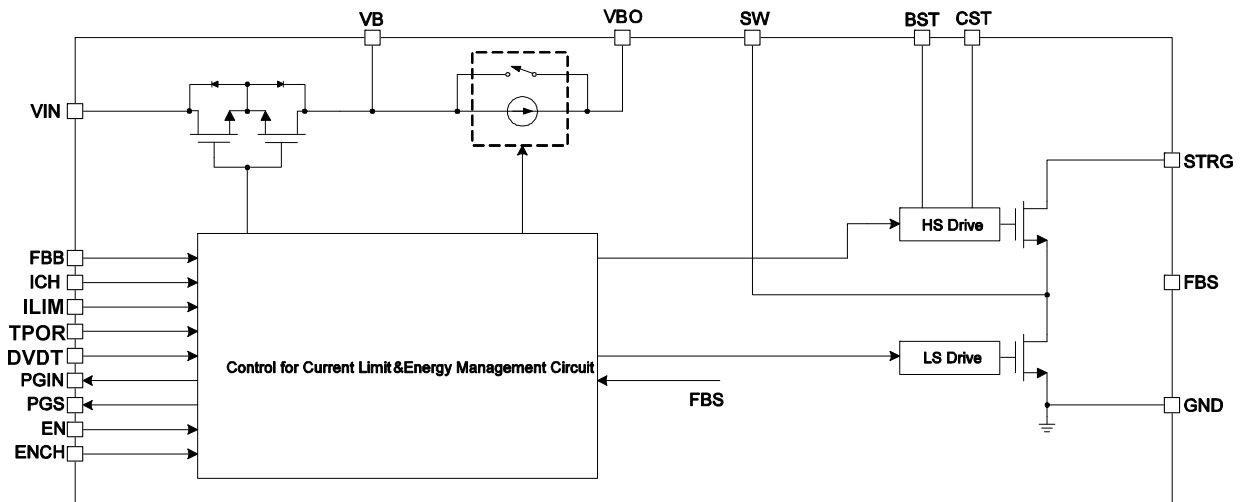 VB
VBO
SW
BST
CST
VIN
STRG
HS Drive
FBB
ICH
FBS
ILIM
TPOR
DVDT
LS Drive
Control for Current Limit&Energy Management Circuit
PGIN
FBS
PGS
GND
EN
ENCH